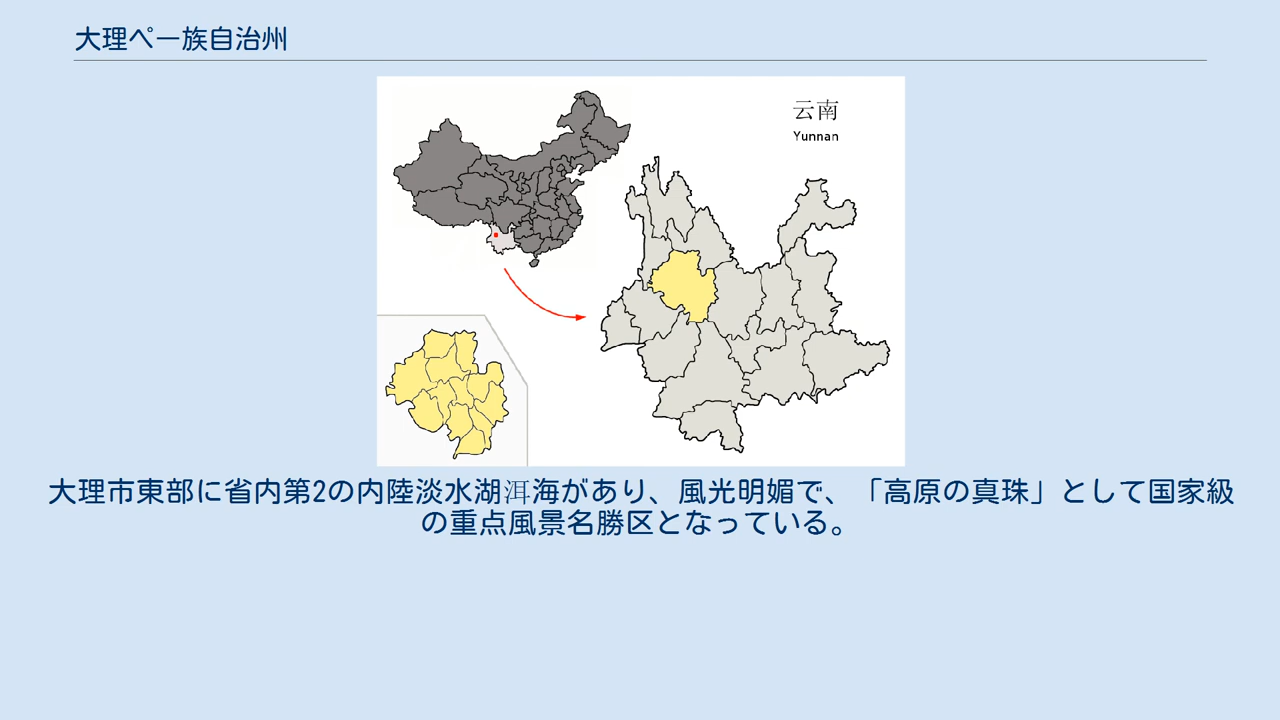 大理ペー族自治州
云南
Yunnan
大理市東部に省内第2の内陸淡水湖洱海があり、風光明媚で、「高原の真珠」として国家級
の重点風景名勝区となっている。